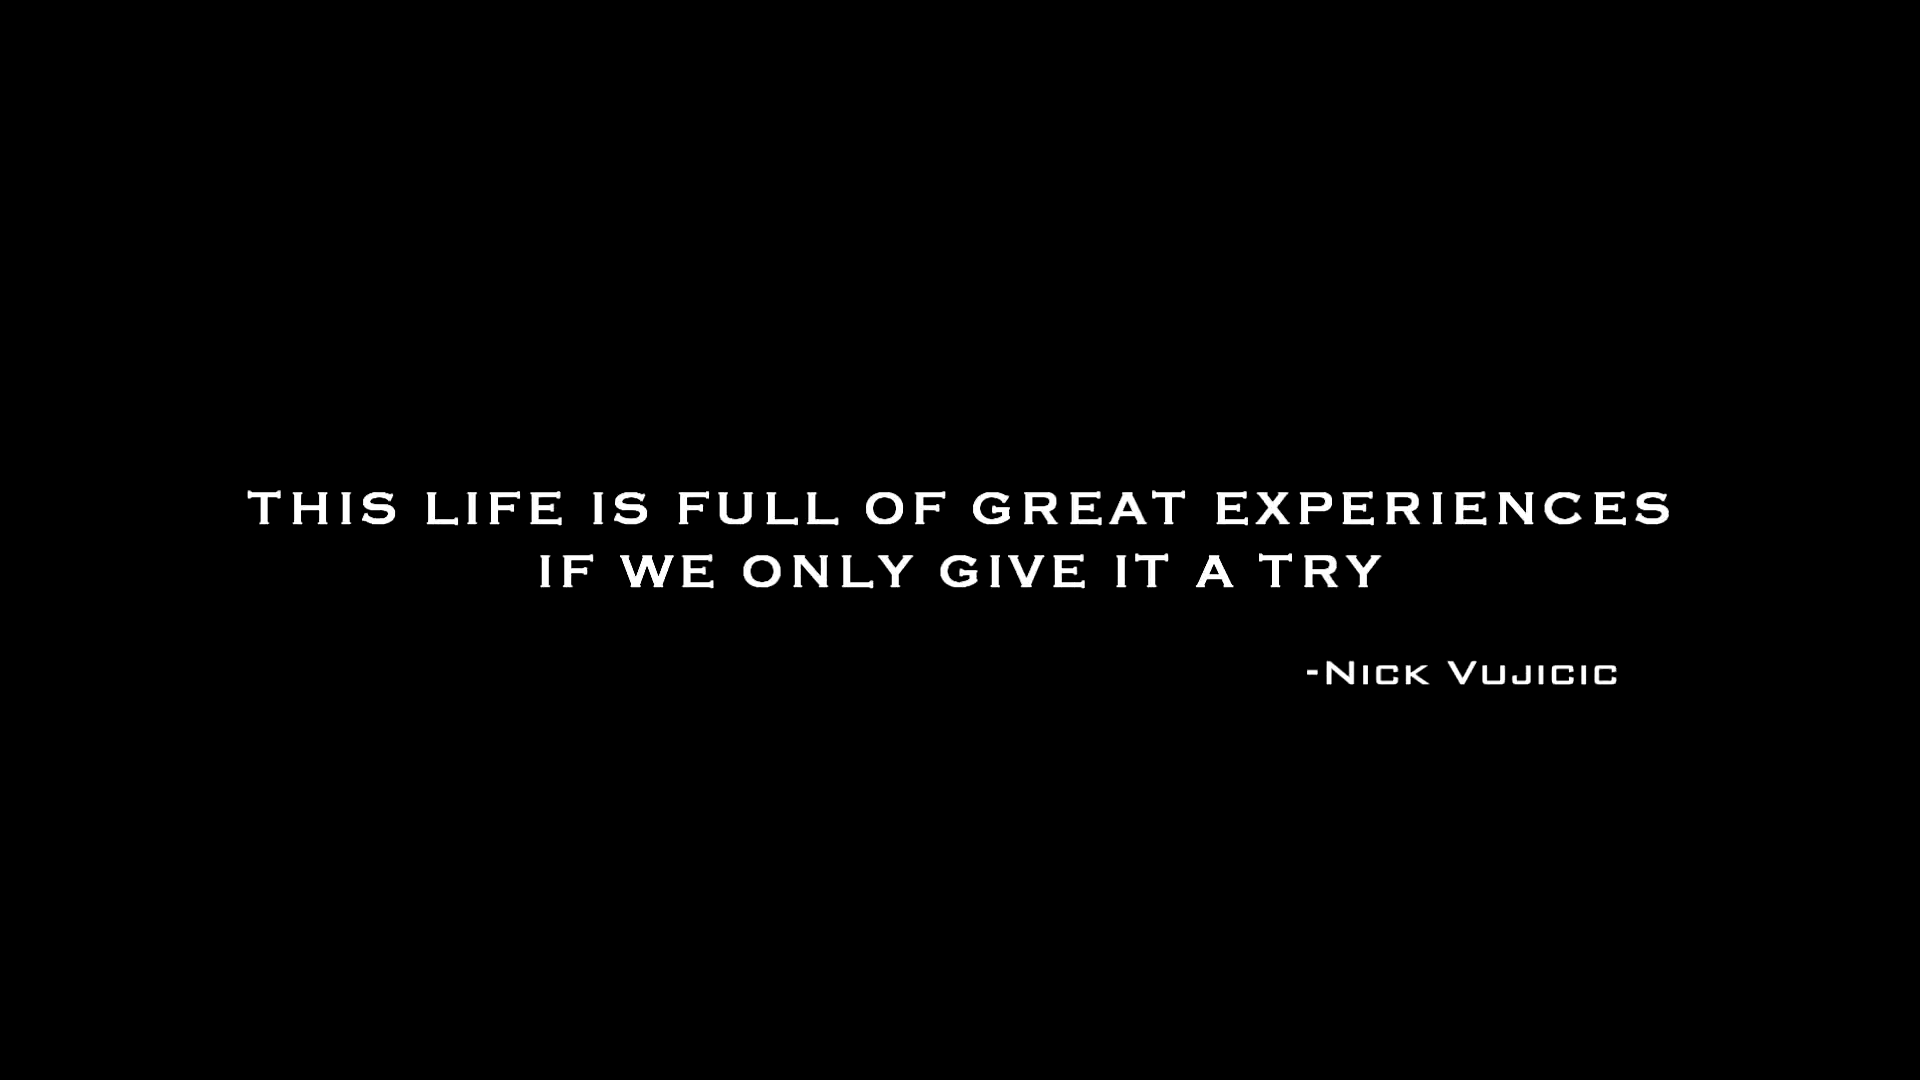 THIS LIFE IS FULL OF GREAT EXPERIENCES
IF WE ONLY GIVE IT A TRY
-Nick Vujicic